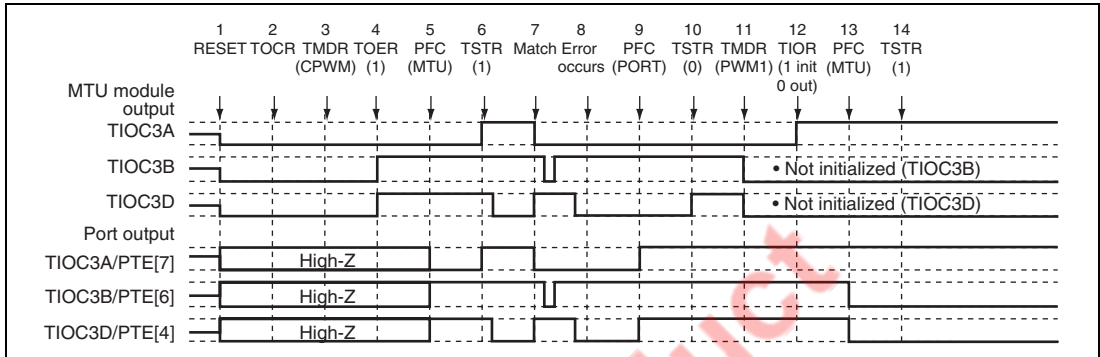 1 2 3 4 5 6 7 8 9 10 11 12 13 14
RESET TOCR TMDR TOER PFC TSTR Match Error PFC TSTR TMDR TIOR PFC TSTR
(CPWM) (1) (MTU) (1) occurs (PORT) (0) (PWM1) (1 init (MTU) (1)
0 out)
MTU module
output
TIOC3A
TIOC3B
• Not initialized (TIOC3B)
TIOC3D
• Not initialized (TIOC3D)
Port output
TIOC3A/PTE[7]
High-Z
TIOC3B/PTE[6]
High-Z
TIOC3D/PTE[4]
High-Z
uct